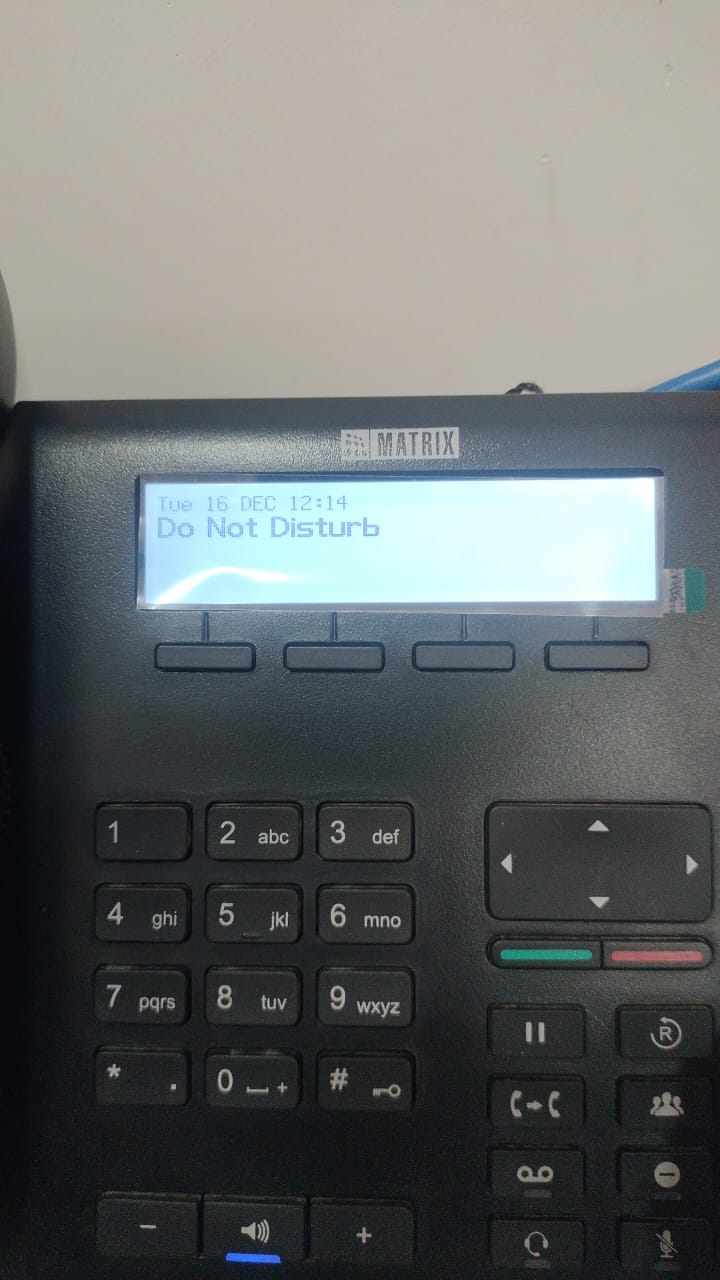 MATRIX
Tue 16 DEC 12:14
Do Not Disturb
1
2 abc
3 def
4 ghi
5 jkl
6 mno
7 pqrs
8 tuv
9 wxyz
* .
0 +
#
R
- +